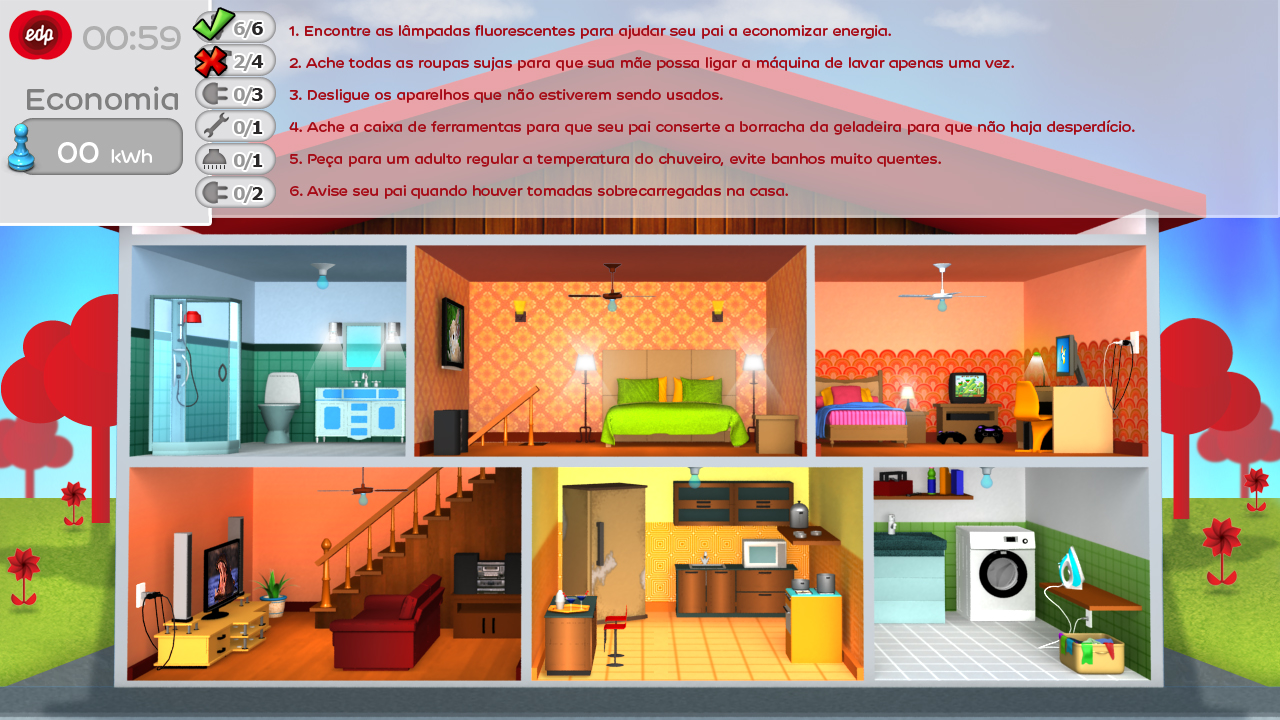 edp
00:59
Economia
00 kWh
6/6
2/4
0/3
0/1
0/1
0/2
1. Encontre as lâmpadas fluorescentes para ajudar seu pai a economizar energia.
2. Ache todas as roupas sujas para que sua mãe possa ligar a máquina de lavar apenas uma vez.
3. Desligue os aparelhos que não estiverem sendo usados.
4. Ache a caixa de ferramentas para que seu pai conserte a borracha da geladeira para que não haja desperdício.
5. Peça para um adulto regular a temperatura do chuveiro, evite banhos muito quentes.
6. Avise seu pai quando houver tomadas sobrecarregadas na casa.